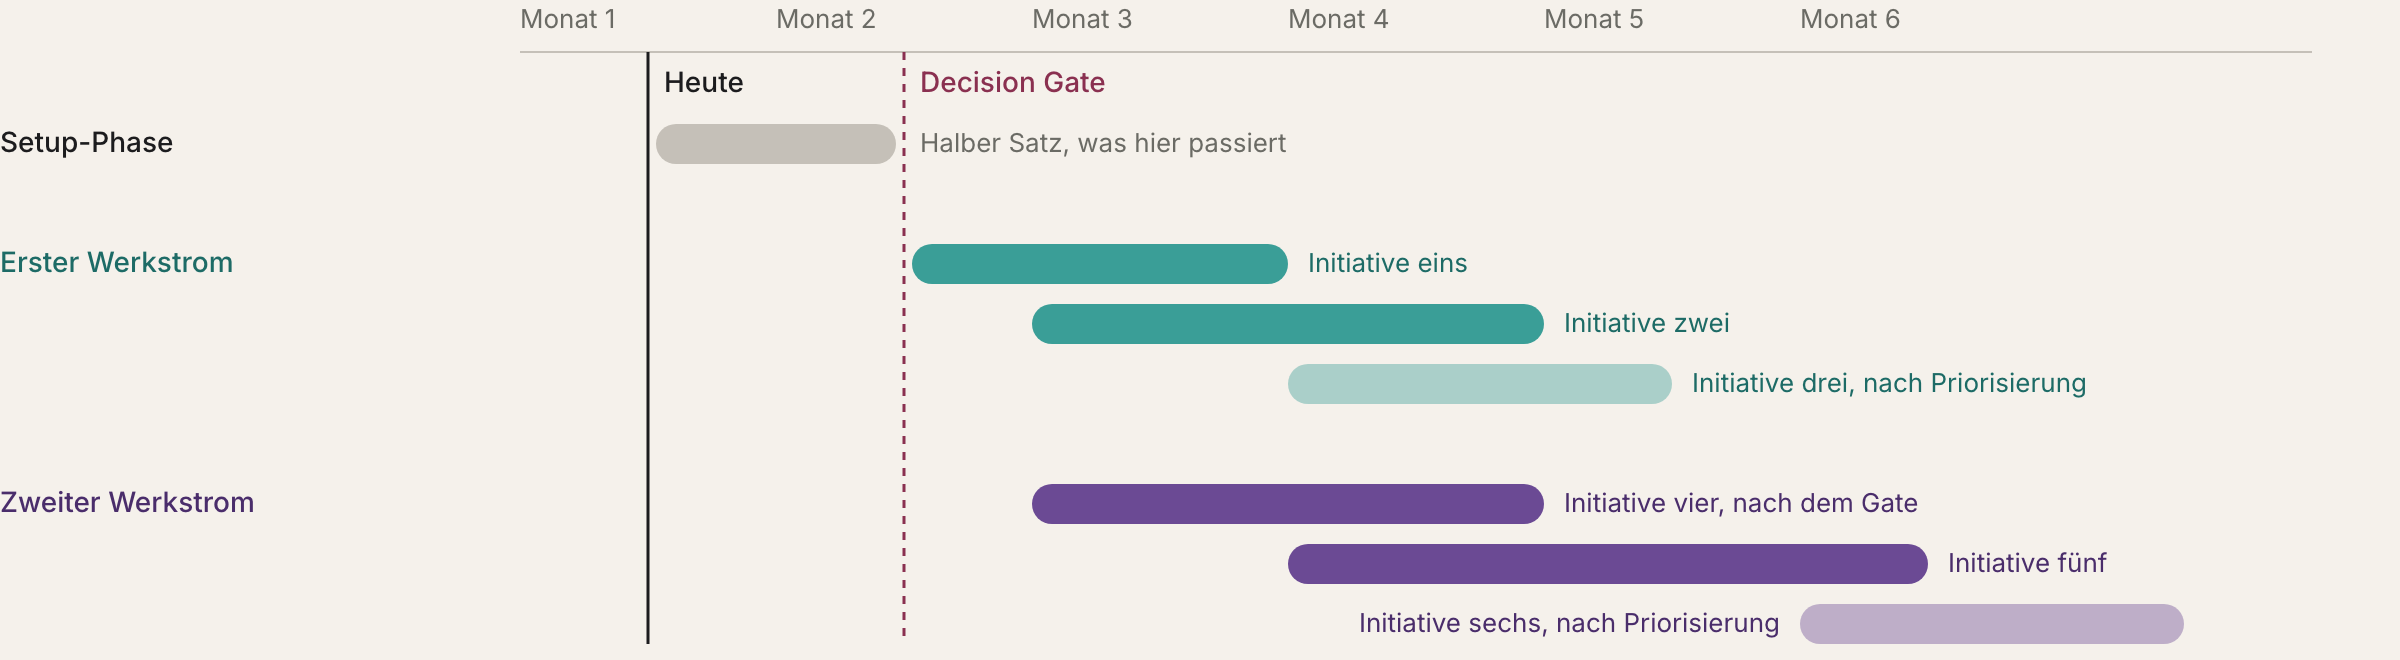 Monat 1 Monat 2 Monat 3 Monat 4 Monat 5 Monat 6
Heute Decision Gate
Setup-Phase Halber Satz, was hier passiert
Erster Werkstrom Initiative eins
Initiative zwei
Initiative drei, nach Priorisierung
Zweiter Werkstrom Initiative vier, nach dem Gate
Initiative fünf
Initiative sechs, nach Priorisierung